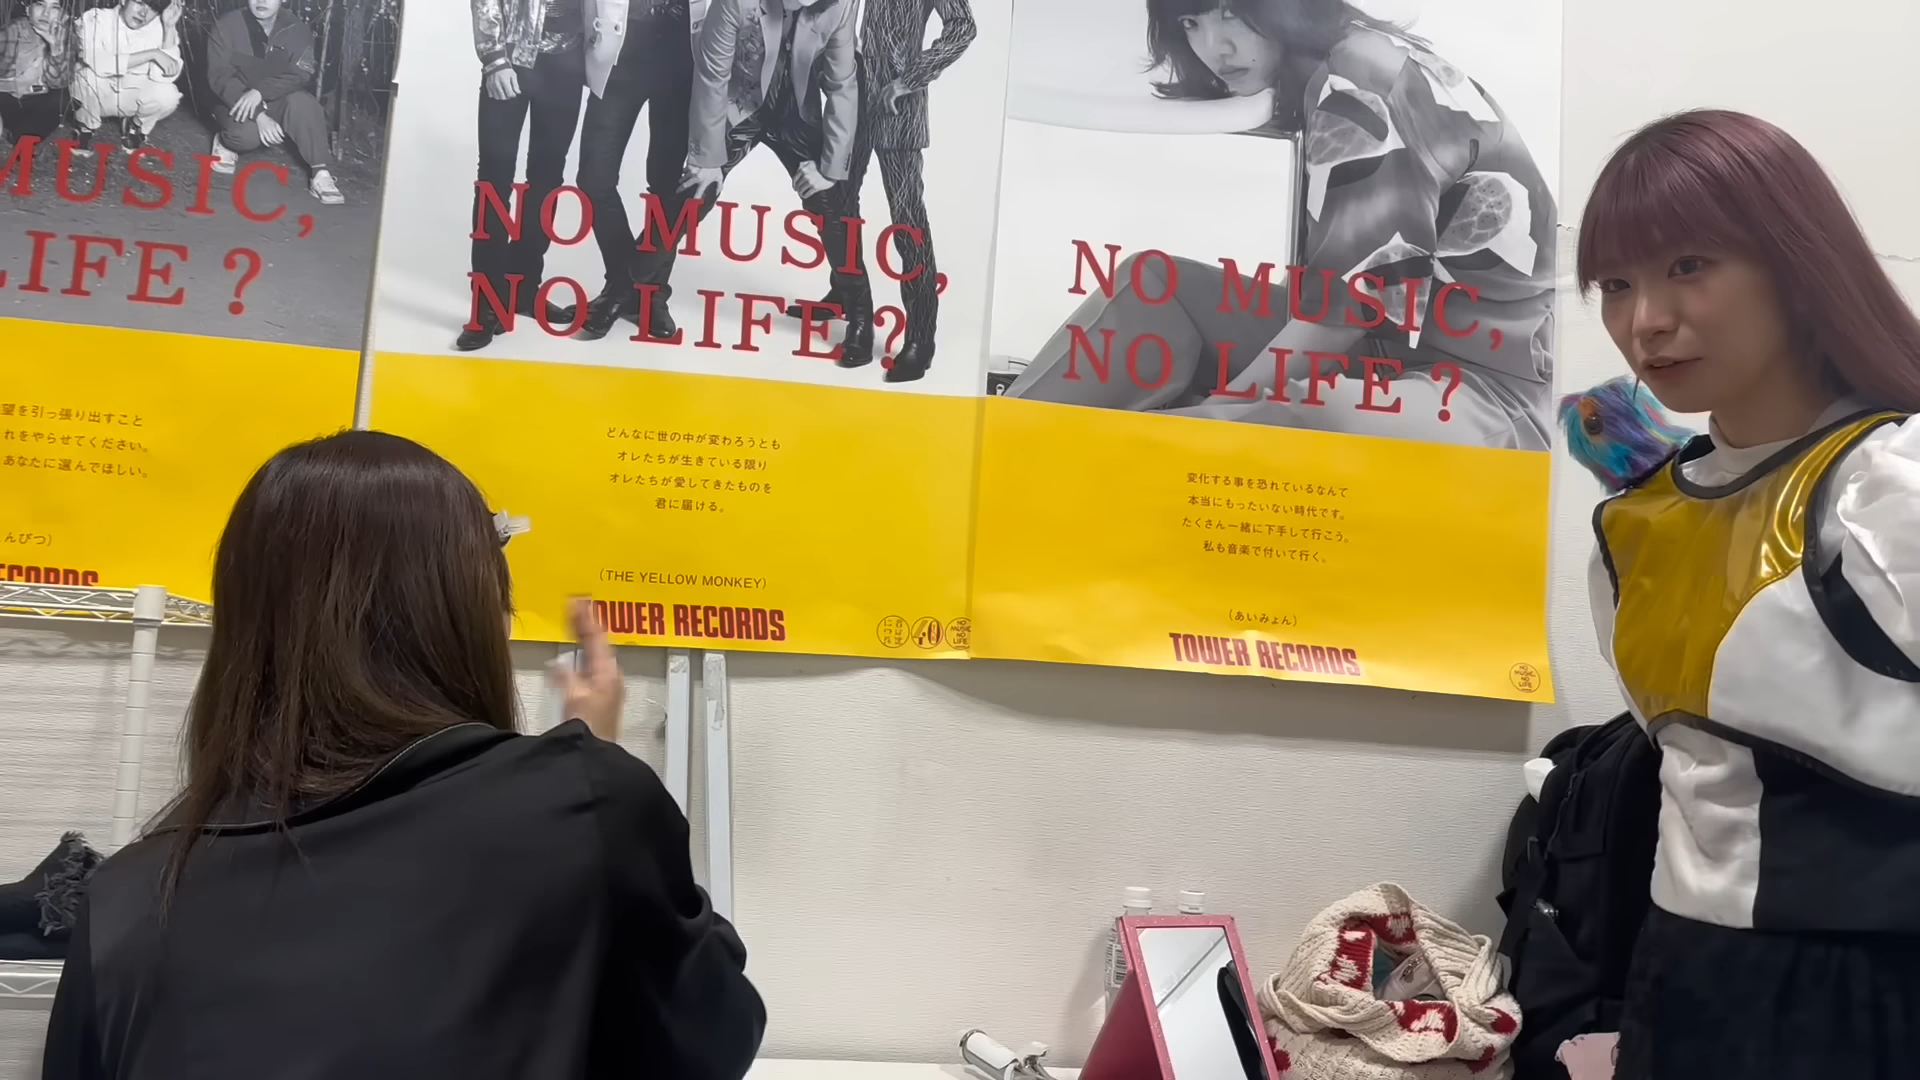 MUSIC,
LIFE?
望を引っ張り出すこと
れをやらせてください。
あなたに選んでほしい。
んぴつ）
ECORDS
NO MUSIC,
NO LIFE?
どんなに世の中が変わろうとも
オレたちが生きている限り
オレたちが愛してきたものを
君に届ける。
（THE YELLOW MONKEY）
TOWER RECORDS
40
NO MUSIC,
NO LIFE?
変化する事を恐れているなんて
本当にもったいない時代です。
たくさん一緒に下手して行こう。
私も音楽で付いて行く。
（あいみょん）
TOWER RECORDS
NO
MUSIC,
NO
LIFE